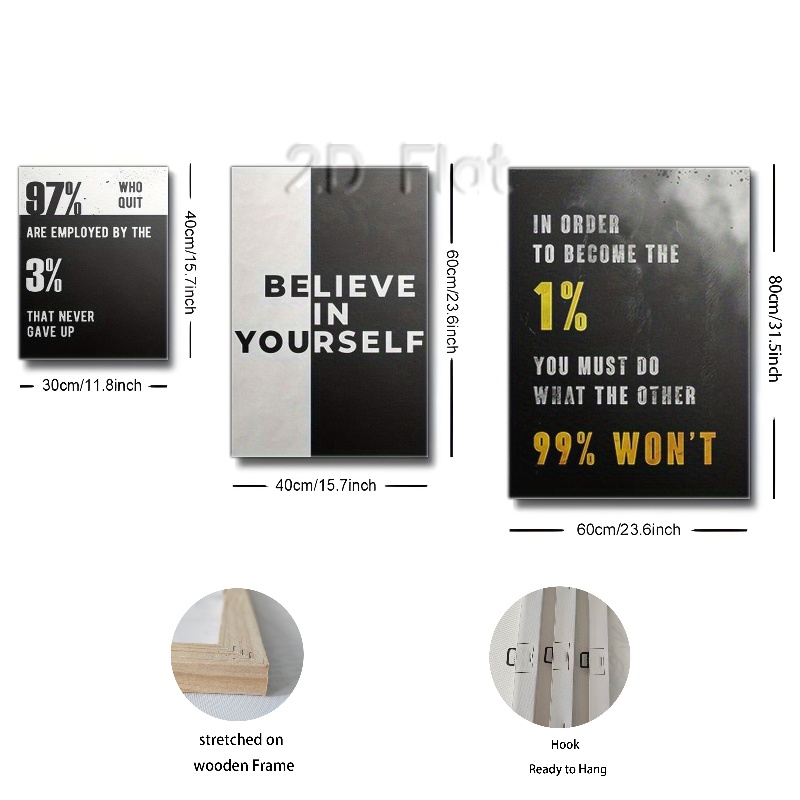 2D Flat
97% WHO
QUIT
ARE EMPLOYED BY THE
3%
THAT NEVER
GAVE UP
40cm/15.7inch
30cm/11.8inch
BELIEVE
IN
YOURSELF
60cm/23.6inch
40cm/15.7inch
IN ORDER
TO BECOME THE
1%
YOU MUST DO
WHAT THE OTHER
99% WON'T
80cm/31.5inch
60cm/23.6inch
stretched on
wooden Frame
Hook
Ready to Hang